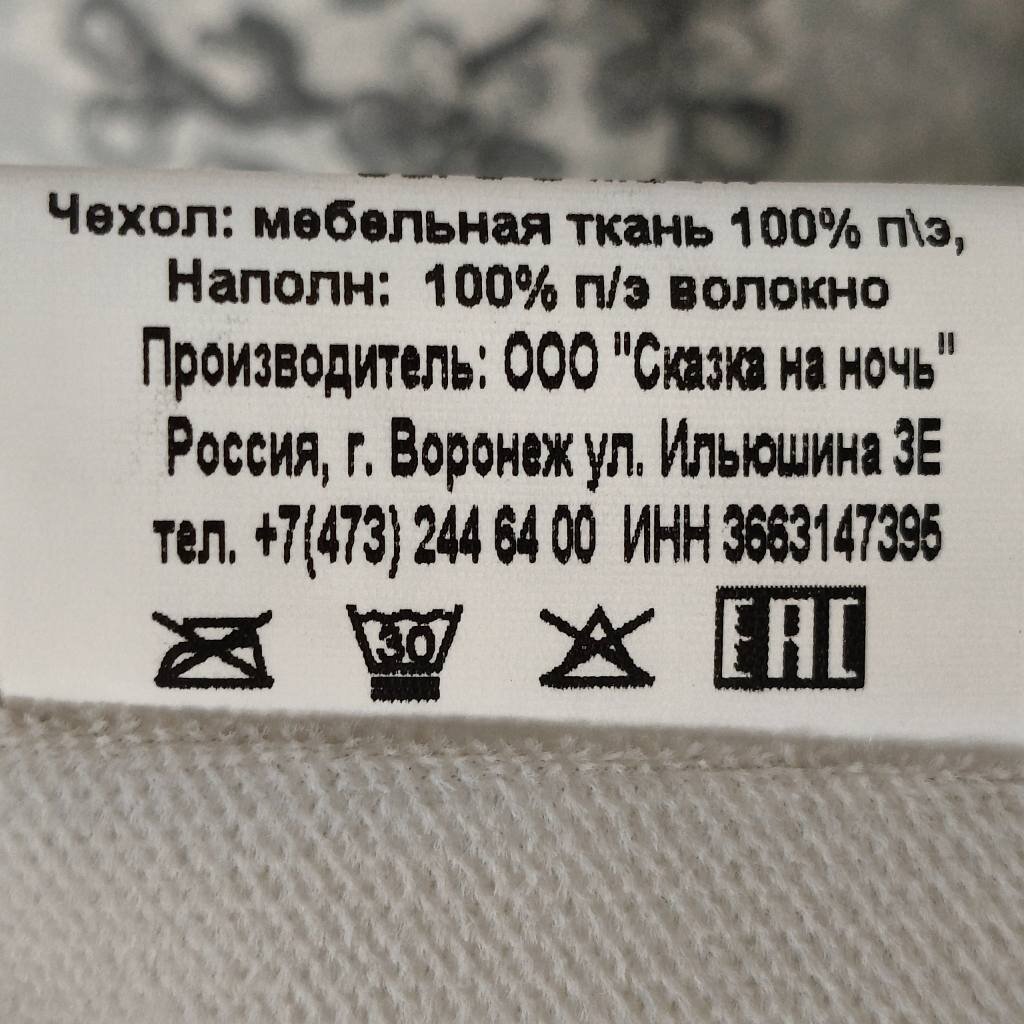 Чехол: мебельная ткань 100% п\э,
Наполн: 100% п/э волокно
Производитель: ООО "Сказка на ночь"
Россия, г. Воронеж ул. Ильюшина 3Е
тел. +7(473) 244 64 00 ИНН 3663147395
30 EAC